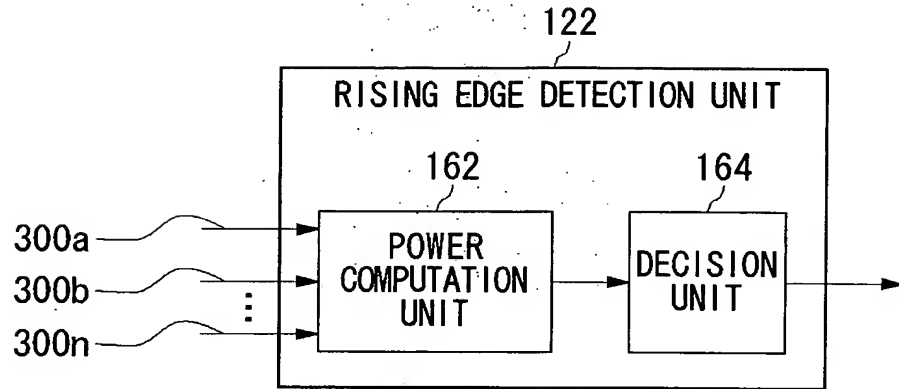 122
RISING EDGE DETECTION UNIT
162
164
300a
300b
300n
POWER
COMPUTATION
UNIT
DECISION
UNIT